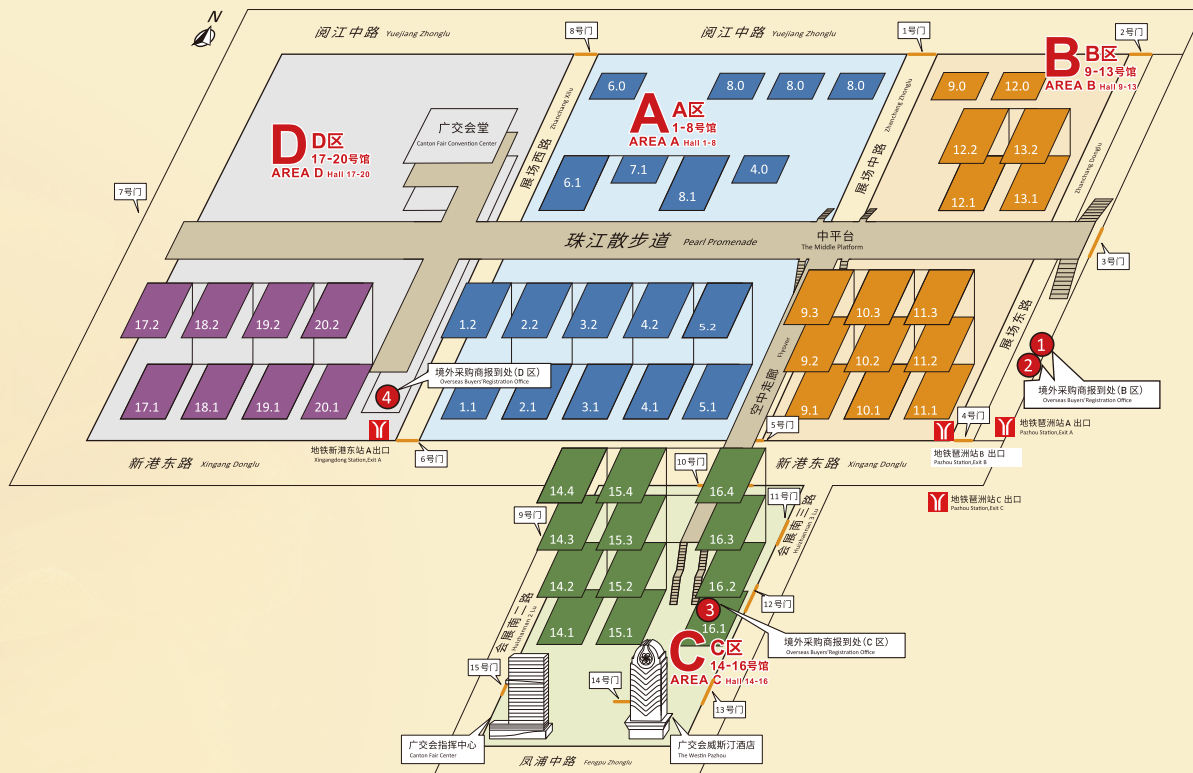 N
阅江中路 Yuejiang Zhonglu
8号门
阅江中路 Yuejiang Zhonglu
1号门
2号门
B
B区
9-13号馆
AREA B Hall 9-13
6.0
8.0
8.0
8.0
9.0
12.0
A
A区
1-8号馆
AREA A Hall 1-8
D
D区
17-20号馆
AREA D Hall 17-20
广交会堂
Canton Fair Convention Center
展场西路 Zhanchang Xilu
展场中路 Zhanchang Zhonglu
12.2
13.2
6.1
7.1
8.1
4.0
12.1
13.1
7号门
珠江散步道 Pearl Promenade
中平台
The Middle Platform
3号门
展场东路 Zhanchang Donglu
17.2
18.2
19.2
20.2
1.2
2.2
3.2
4.2
5.2
9.3
10.3
11.3
9.2
10.2
11.2
1
2
境外采购商报到处(B 区)
Overseas Buyers'Registration Office
空中走廊 Flyover
境外采购商报到处(D 区)
Overseas Buyers'Registration Office
4
17.1
18.1
19.1
20.1
1.1
2.1
3.1
4.1
5.1
9.1
10.1
11.1
4号门
地铁琶洲站A 出口
Pazhou Station,Exit A
5号门
地铁新港东站A出口
Xingangdong Station,Exit A
6号门
地铁琶洲站B 出口
Pazhou Station,Exit B
新港东路 Xingang Donglu
10号门
新港东路 Xingang Donglu
地铁琶洲站C 出口
Pazhou Station,Exit C
14.4
15.4
16.4
11号门
9号门
14.3
15.3
16.3
会展南三路 Huizhannan 3 Lu
14.2
15.2
16.2
12号门
3
14.1
15.1
16.1
境外采购商报到处(C 区)
Overseas Buyers'Registration Office
会展南二路 Huizhannan 2 Lu
C
C区
14-16号馆
AREA C Hall 14-16
15号门
14号门
13号门
广交会指挥中心
Canton Fair Center
广交会威斯汀酒店
The Westin Pazhou
凤浦中路 Fengpu Zhonglu